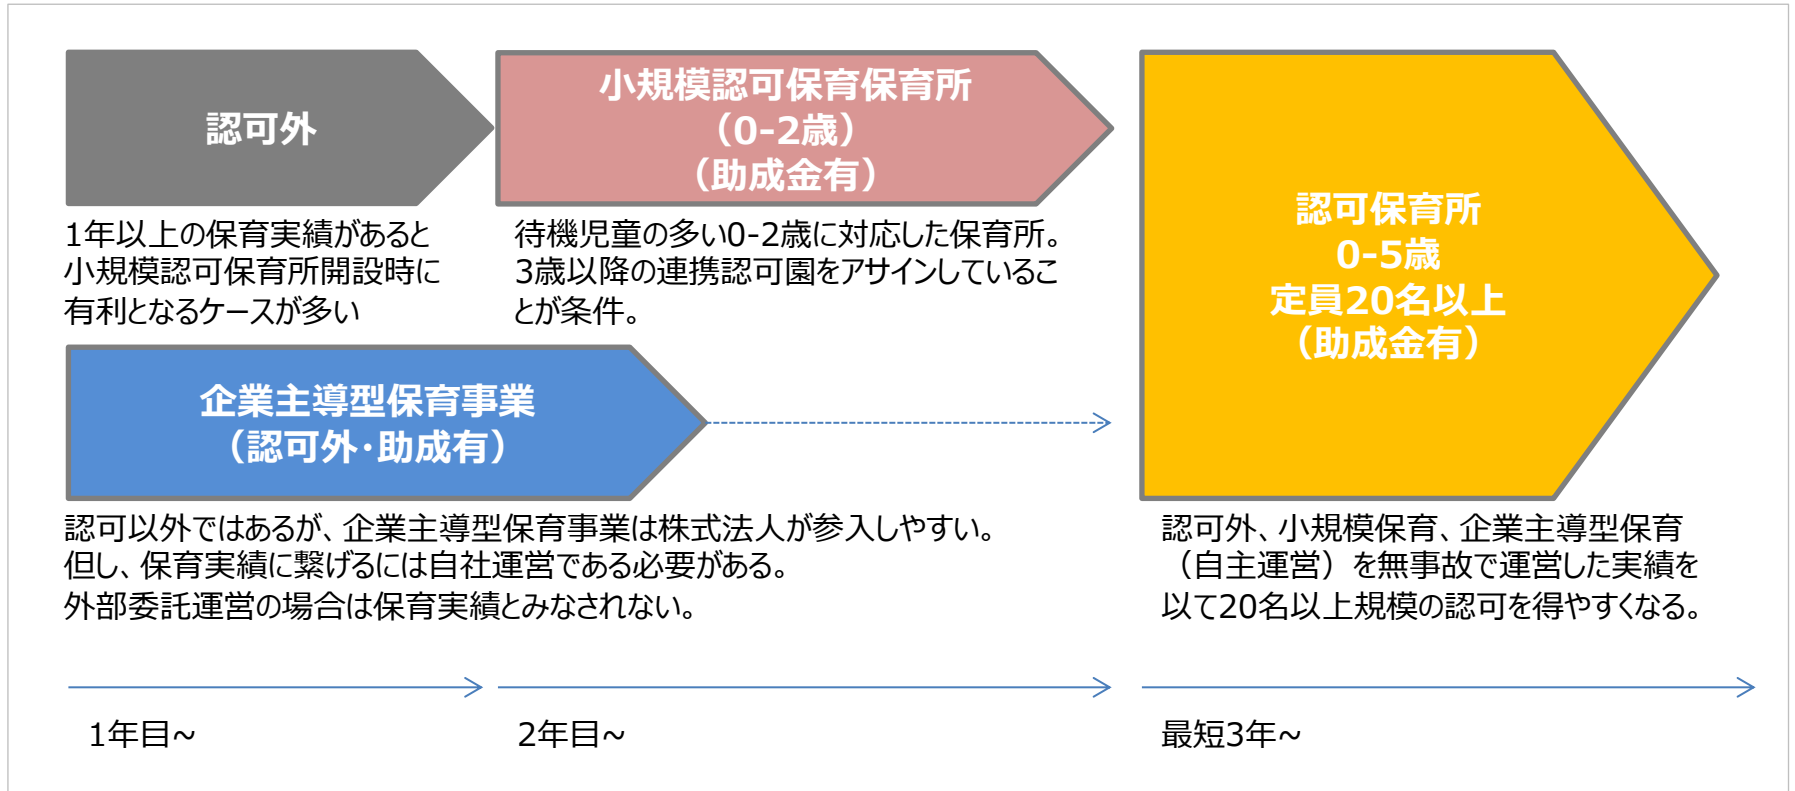 認可外
小規模認可保育保育所
（0-2歳）
（助成金有）
1年以上の保育実績があると
小規模認可保育所開設時に
有利となるケースが多い
待機児童の多い0-2歳に対応した保育所。
3歳以降の連携認可園をアサインしているこ
とが条件。
企業主導型保育事業
（認可外・助成有）
認可以外ではあるが、企業主導型保育事業は株式法人が参入しやすい。
但し、保育実績に繋げるには自社運営である必要がある。
外部委託運営の場合は保育実績とみなされない。
認可保育所
0-5歳
定員20名以上
（助成金有）
認可外、小規模保育、企業主導型保育
（自主運営）を無事故で運営した実績を
以て20名以上規模の認可を得やすくなる。
1年目~
2年目~
最短3年~